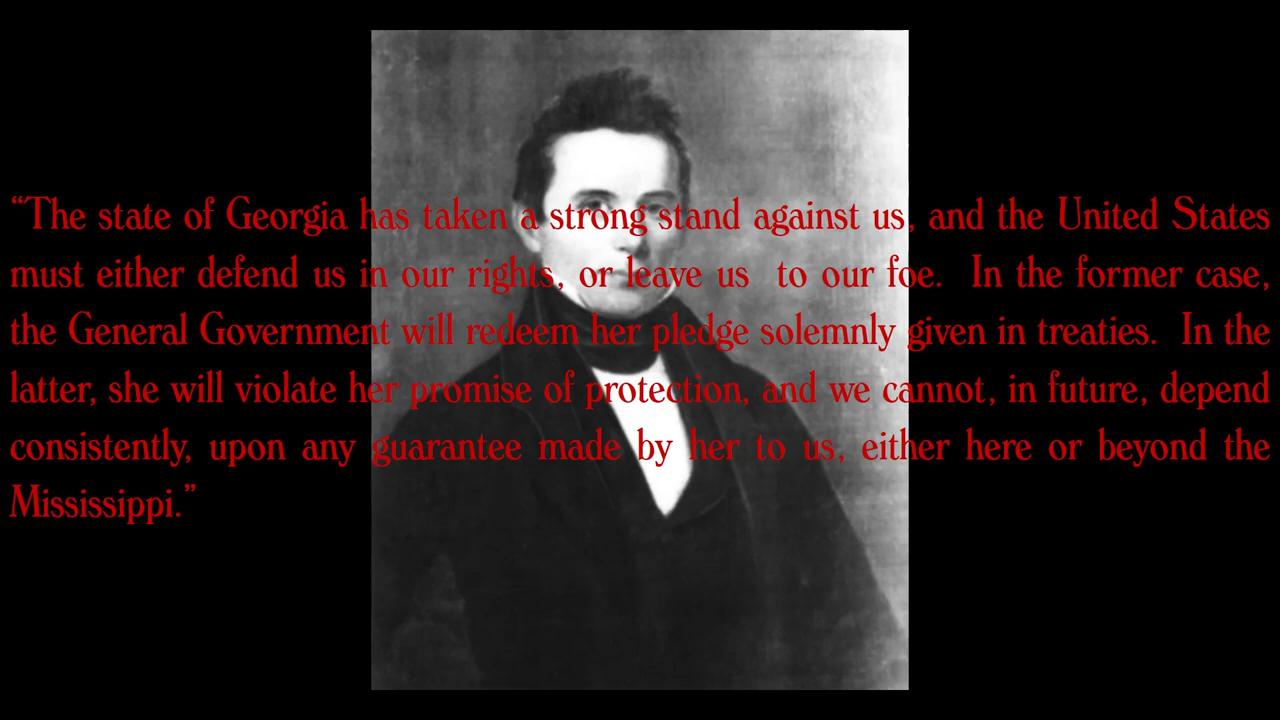 “The state of Georgia has taken a strong stand against us, and the United States
must either defend us in our rights, or leave us  to our foe.  In the former case,
the General Government will redeem her pledge solemnly given in treaties.  In the
latter, she will violate her promise of protection, and we cannot, in future, depend
consistently, upon any guarantee made by her to us, either here or beyond the
Mississippi.”